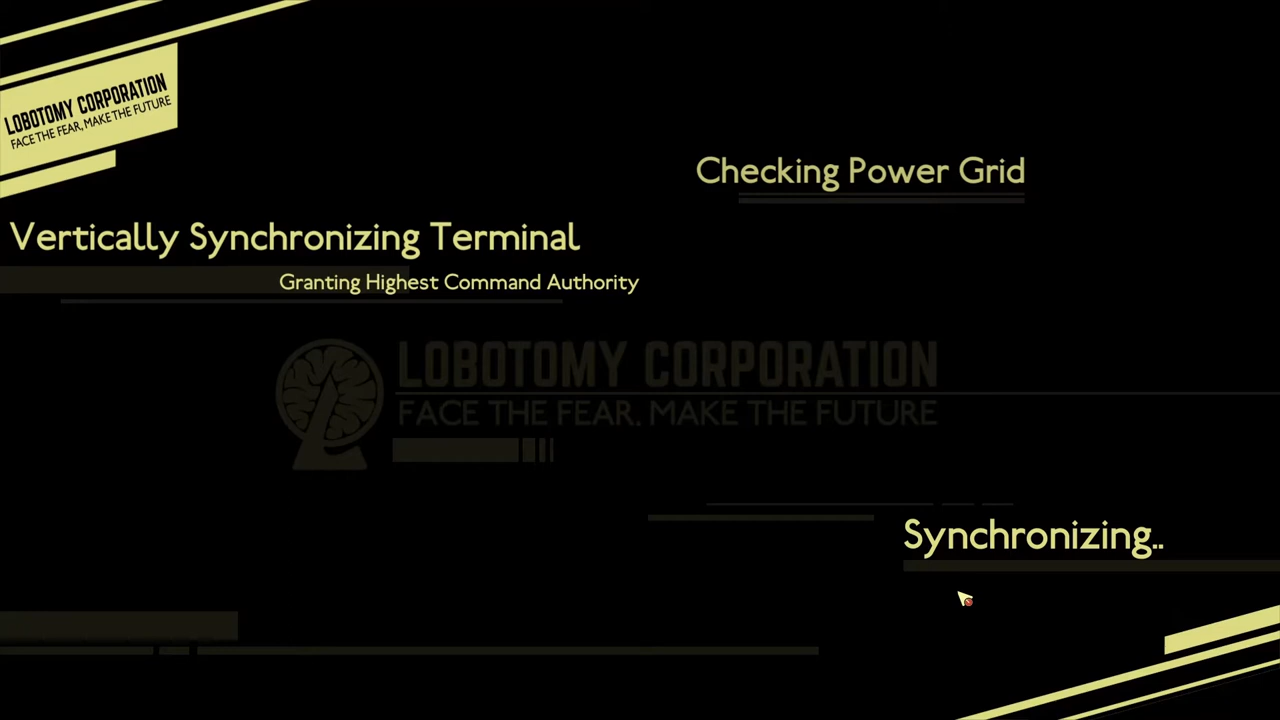 LOBOTOMY CORPORATION
FACE THE FEAR, MAKE THE FUTURE
Checking Power Grid
Vertically Synchronizing Terminal
Granting Highest Command Authority
LOBOTOMY CORPORATION
FACE THE FEAR, MAKE THE FUTURE
Synchronizing..